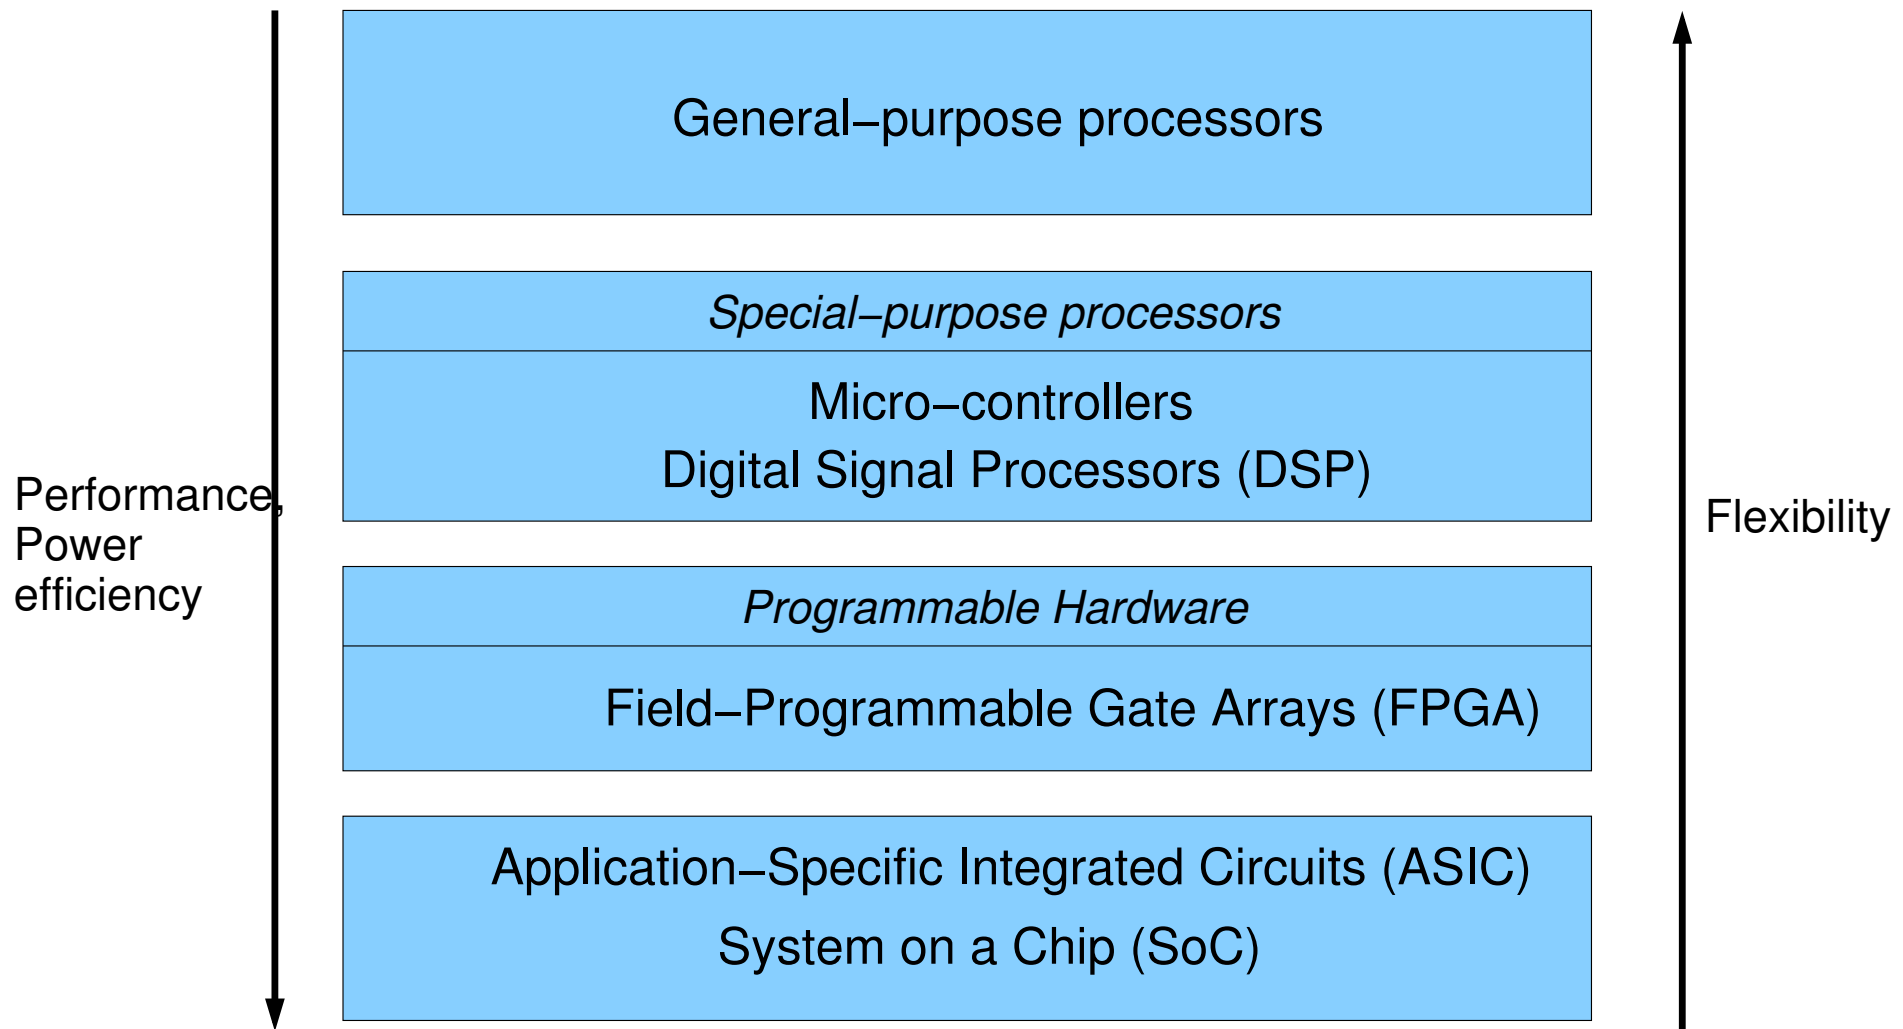 General−purpose processors
Special−purpose processors
Micro−controllers
Digital Signal Processors (DSP)
Performance,
Power
efficiency
Flexibility
Programmable Hardware
Field−Programmable Gate Arrays (FPGA)
Application−Specific Integrated Circuits (ASIC)
System on a Chip (SoC)